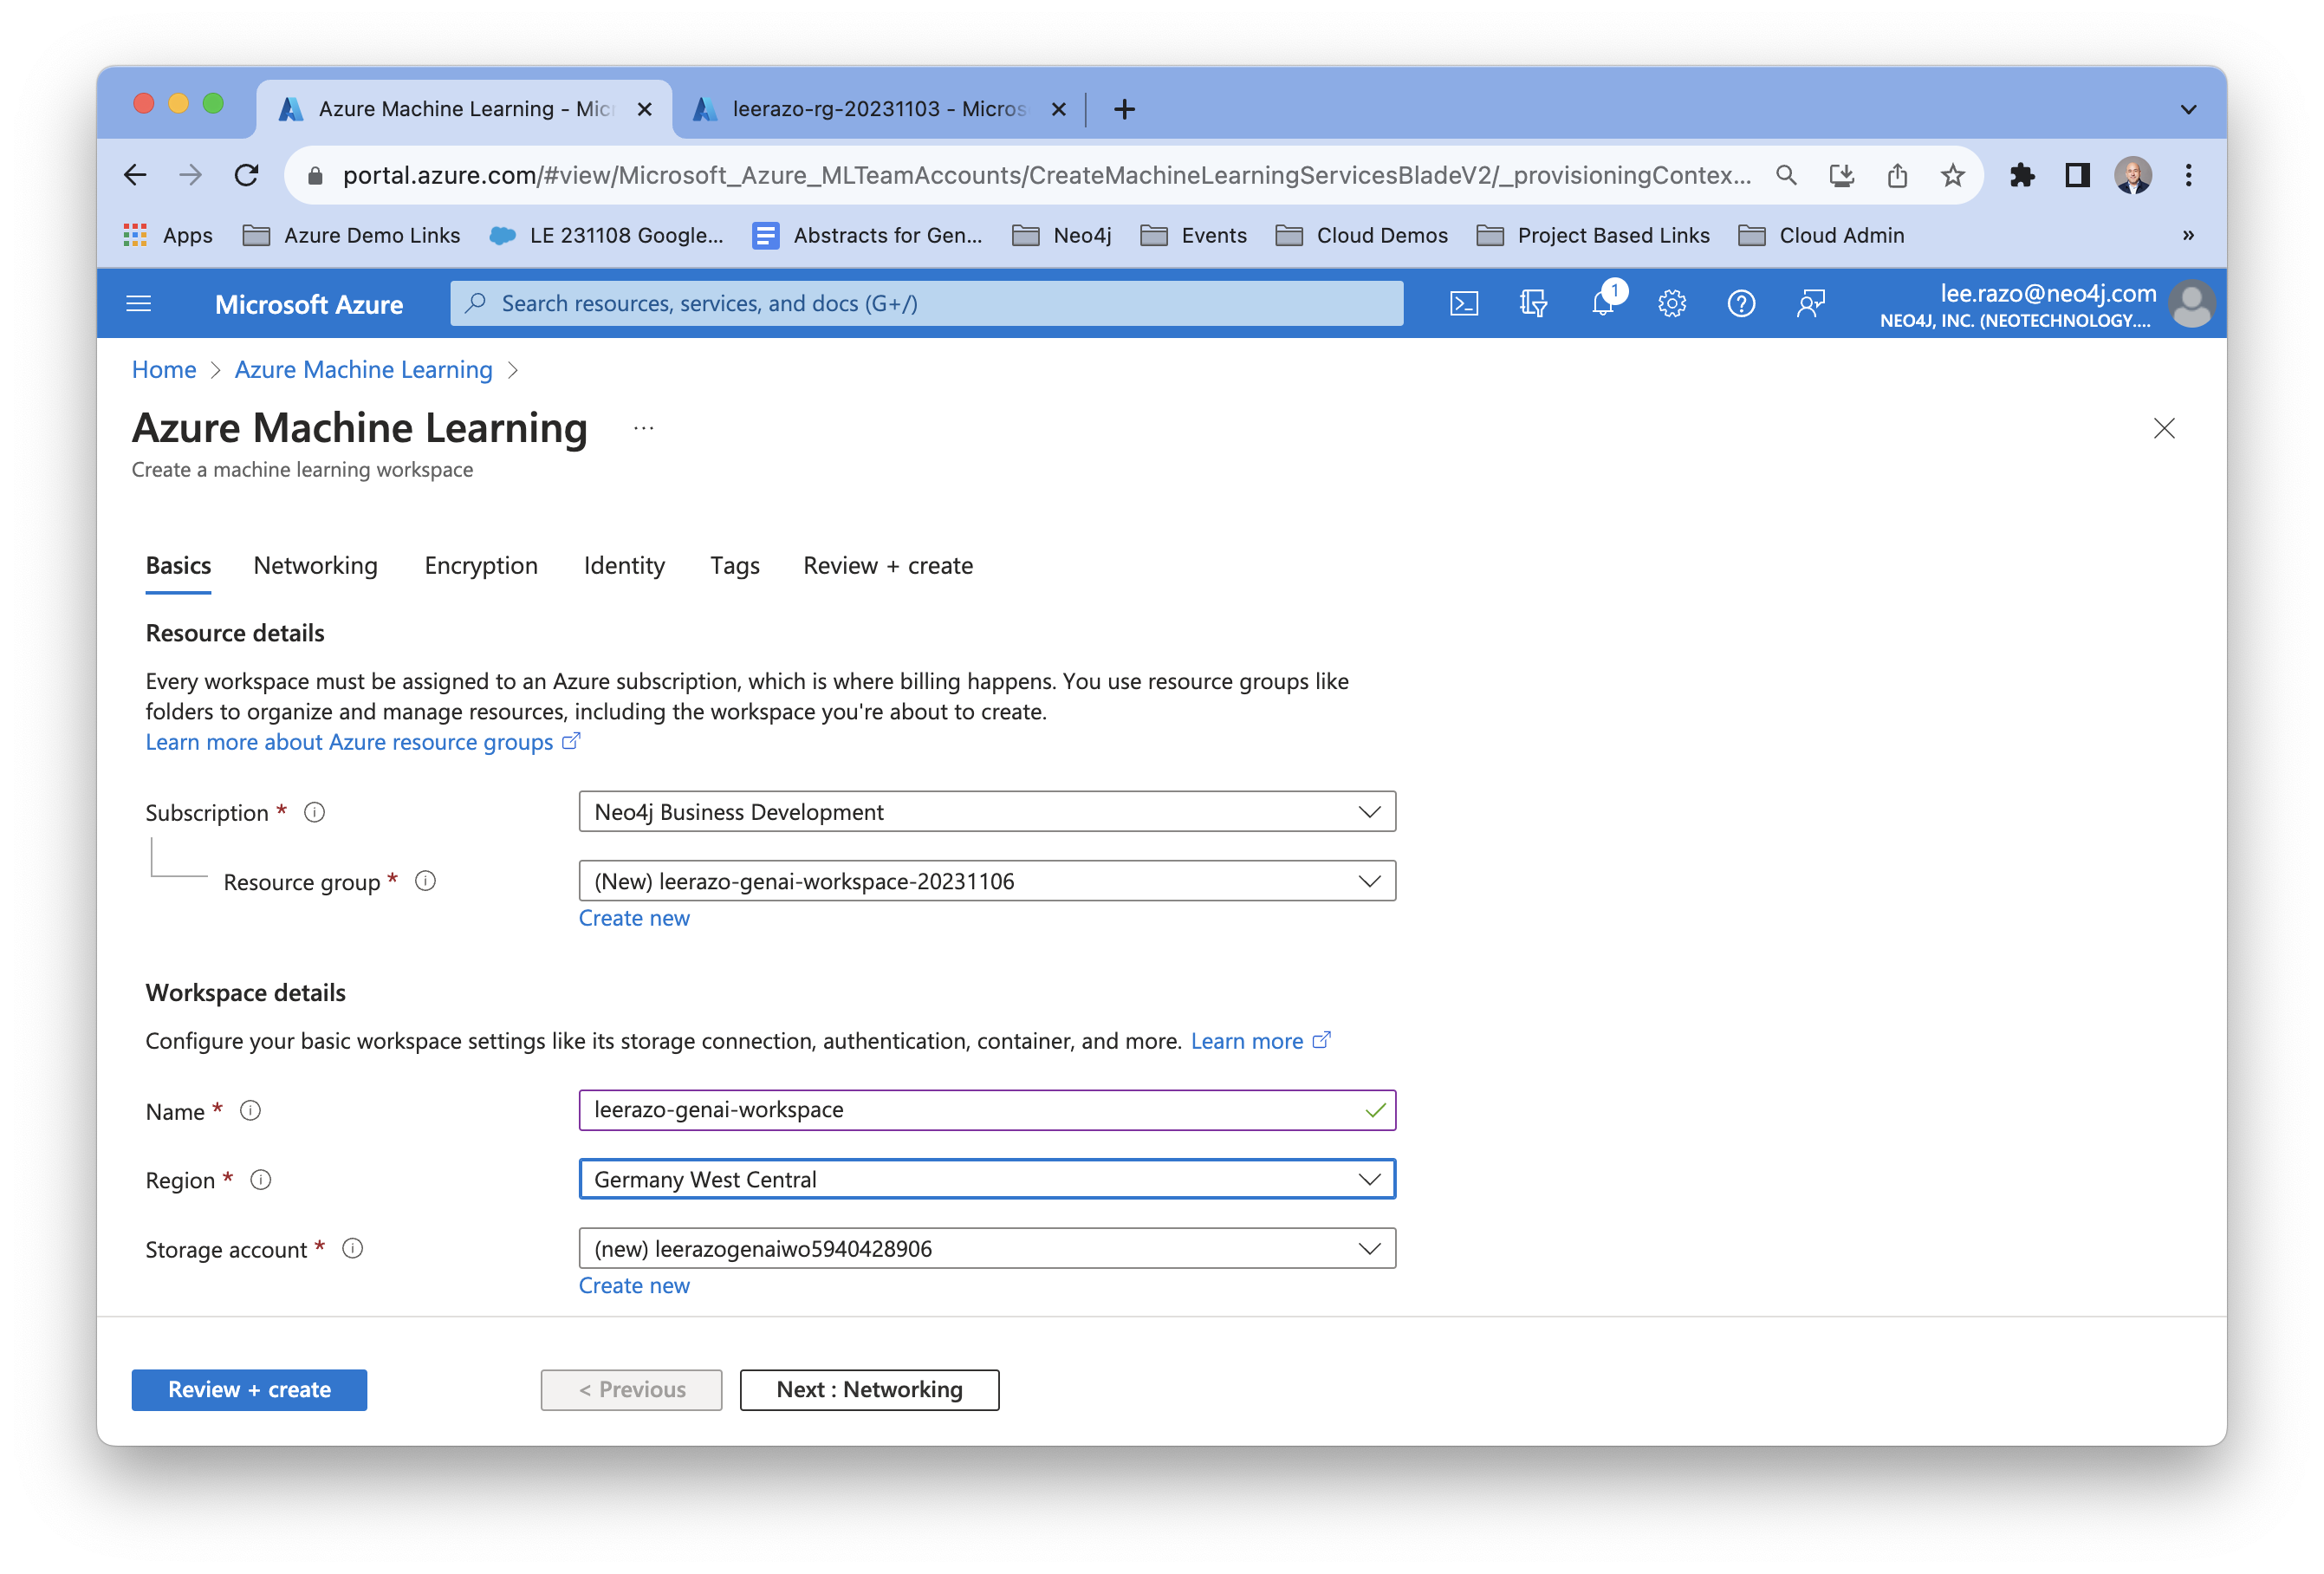 Azure Machine Learning - Mic
leerazo-rg-20231103 - Micros
portal.azure.com/#view/Microsoft_Azure_MLTeamAccounts/CreateMachineLearningServicesBladeV2/_provisioningContex...
Apps Azure Demo Links LE 231108 Google... Abstracts for Gen... Neo4j Events Cloud Demos Project Based Links Cloud Admin »
Microsoft Azure Search resources, services, and docs (G+/) 1 lee.razo@neo4j.com
NEO4J, INC. (NEOTECHNOLOGY....
Home > Azure Machine Learning >
Azure Machine Learning ...
Create a machine learning workspace
Basics Networking Encryption Identity Tags Review + create
Resource details
Every workspace must be assigned to an Azure subscription, which is where billing happens. You use resource groups like
folders to organize and manage resources, including the workspace you're about to create.
Learn more about Azure resource groups
Subscription * Neo4j Business Development
Resource group * (New) leerazo-genai-workspace-20231106
Create new
Workspace details
Configure your basic workspace settings like its storage connection, authentication, container, and more. Learn more
Name * leerazo-genai-workspace
Region * Germany West Central
Storage account * (new) leerazogenaiwo5940428906
Create new
Review + create < Previous Next : Networking